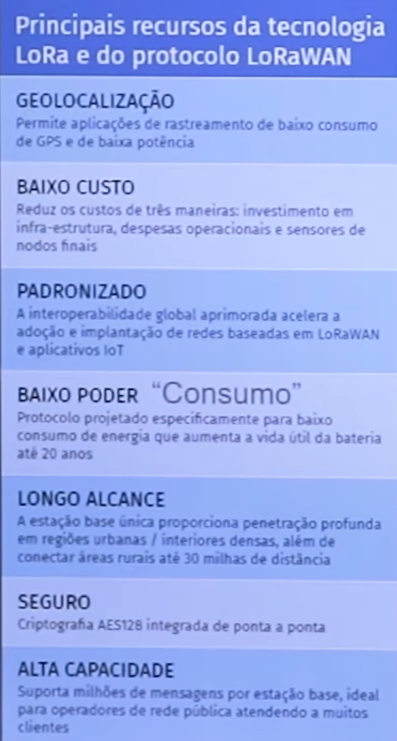 Principais recursos da tecnologia
LoRa e do protocolo LoRaWAN
GEOLOCALIZAÇÃO
Permite aplicações de rastreamento de baixo consumo
de GPS e de baixa potência
BAIXO CUSTO
Reduz os custos de três maneiras: investimento em
infra-estrutura, despesas operacionais e sensores de
nodos finais
PADRONIZADO
A interoperabilidade global aprimorada acelera a
adoção e implantação de redes baseadas em LoRaWAN
e aplicativos IoT
BAIXO PODER “Consumo”
Protocolo projetado especificamente para baixo
consumo de energia que aumenta a vida útil da bateria
até 20 anos
LONGO ALCANCE
A estação base única proporciona penetração profunda
em regiões urbanas / interiores densas, além de
conectar áreas rurais até 30 milhas de distância
SEGURO
Criptografia AES128 integrada de ponta a ponta
ALTA CAPACIDADE
Suporta milhões de mensagens por estação base, ideal
para operadores de rede pública atendendo a muitos
clientes